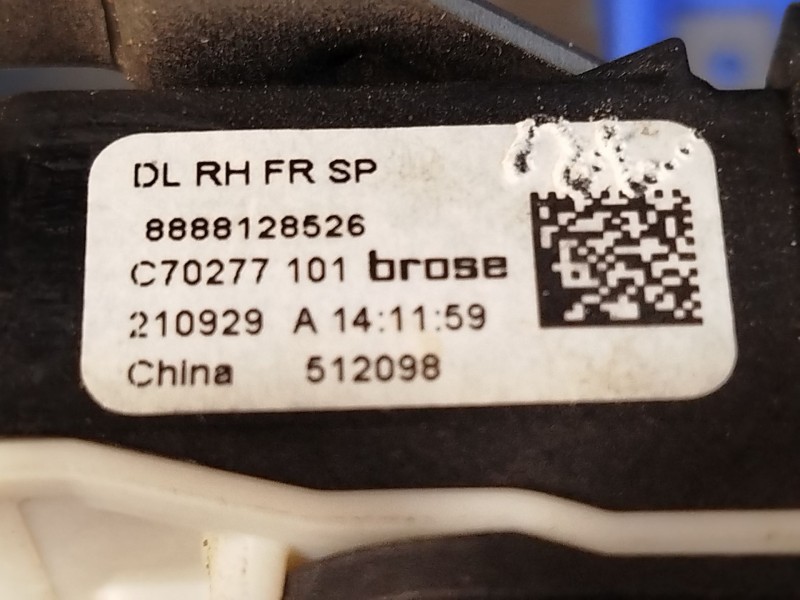 DL RH FR SP
8888128526
C70277 101 brose
210929 A 14:11:59
China 512098